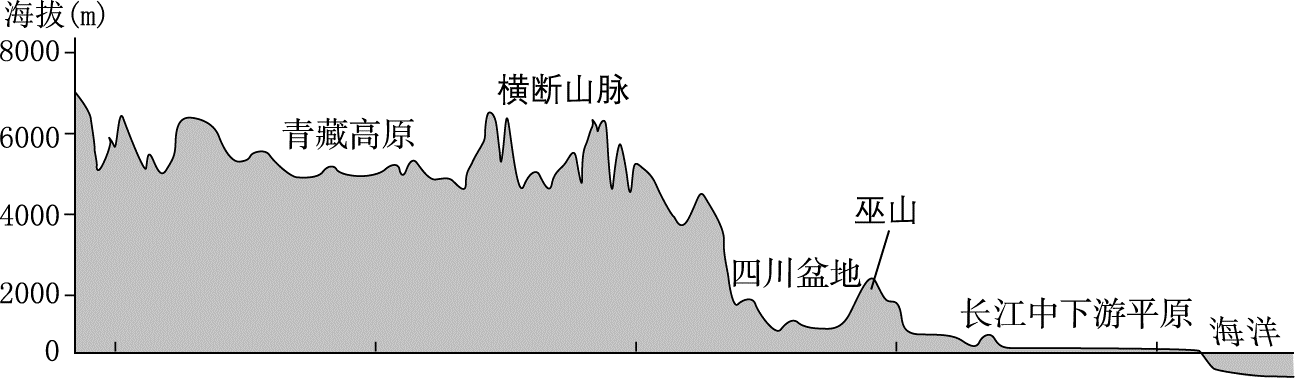 海拔(m)
8000
横断山脉
6000
青藏高原
4000
巫山
四川盆地
2000
长江中下游平原
海洋
0